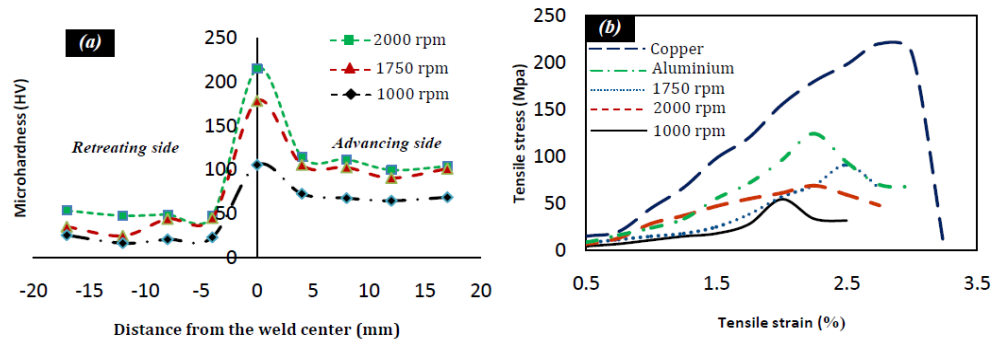 (a)
250
200
150
100
50
0
Microhardness (HV)
2000 rpm
1750 rpm
1000 rpm
Retreating side
Advancing side
-20 -15 -10 -5 0 5 10 15 20
Distance from the weld center (mm)
(b)
250
200
150
100
50
0
Tensile stress (Mpa)
Copper
Aluminium
1750 rpm
2000 rpm
1000 rpm
0.5 1.5 2.5 3.5
Tensile strain (%)